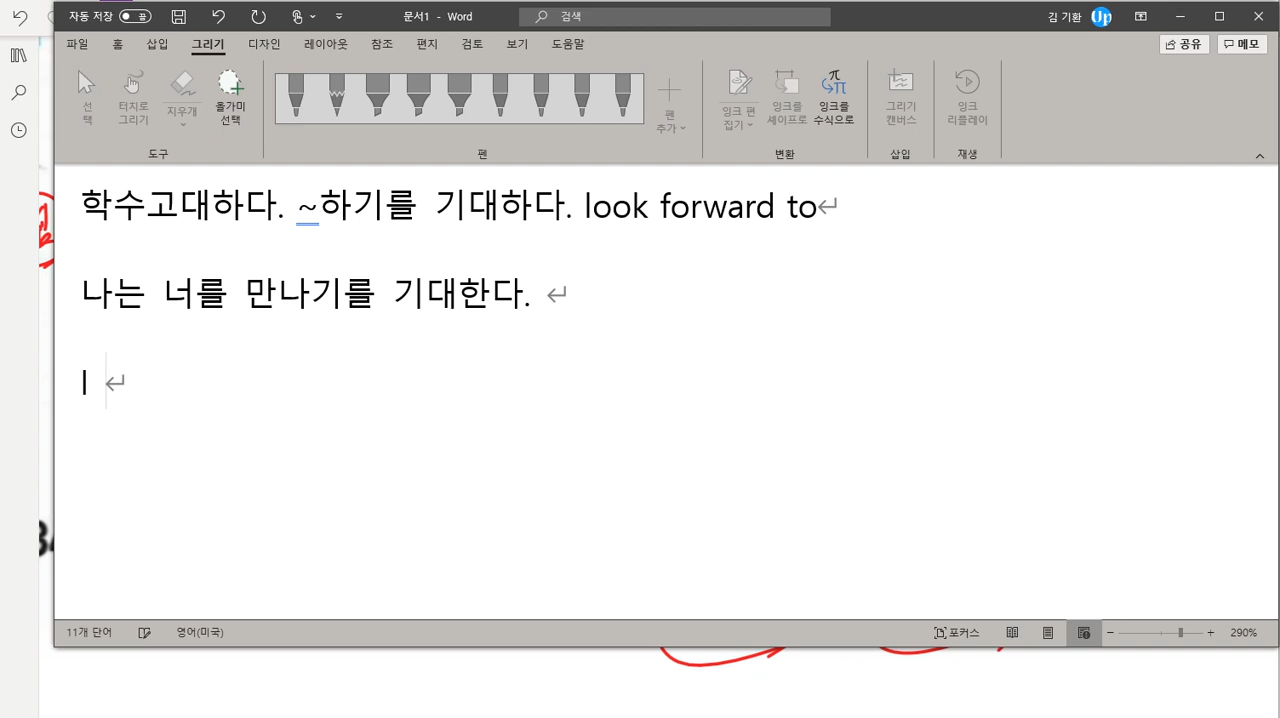 자동 저장 끔 문서1 - Word 검색 김 기환 Up
파일 홈 삽입 그리기 디자인 레이아웃 참조 편지 검토 보기 도움말 공유 메모
선택 터치로 그리기 지우개 올가미 선택 펜 추가 잉크 편집기 잉크를 셰이프로 잉크를 수식으로 그리기 캔버스 잉크 리플레이
도구 펜 변환 삽입 재생
학수고대하다. ~하기를 기대하다. look forward to
나는 너를 만나기를 기대한다.
I
11개 단어 영어(미국) 포커스 290%